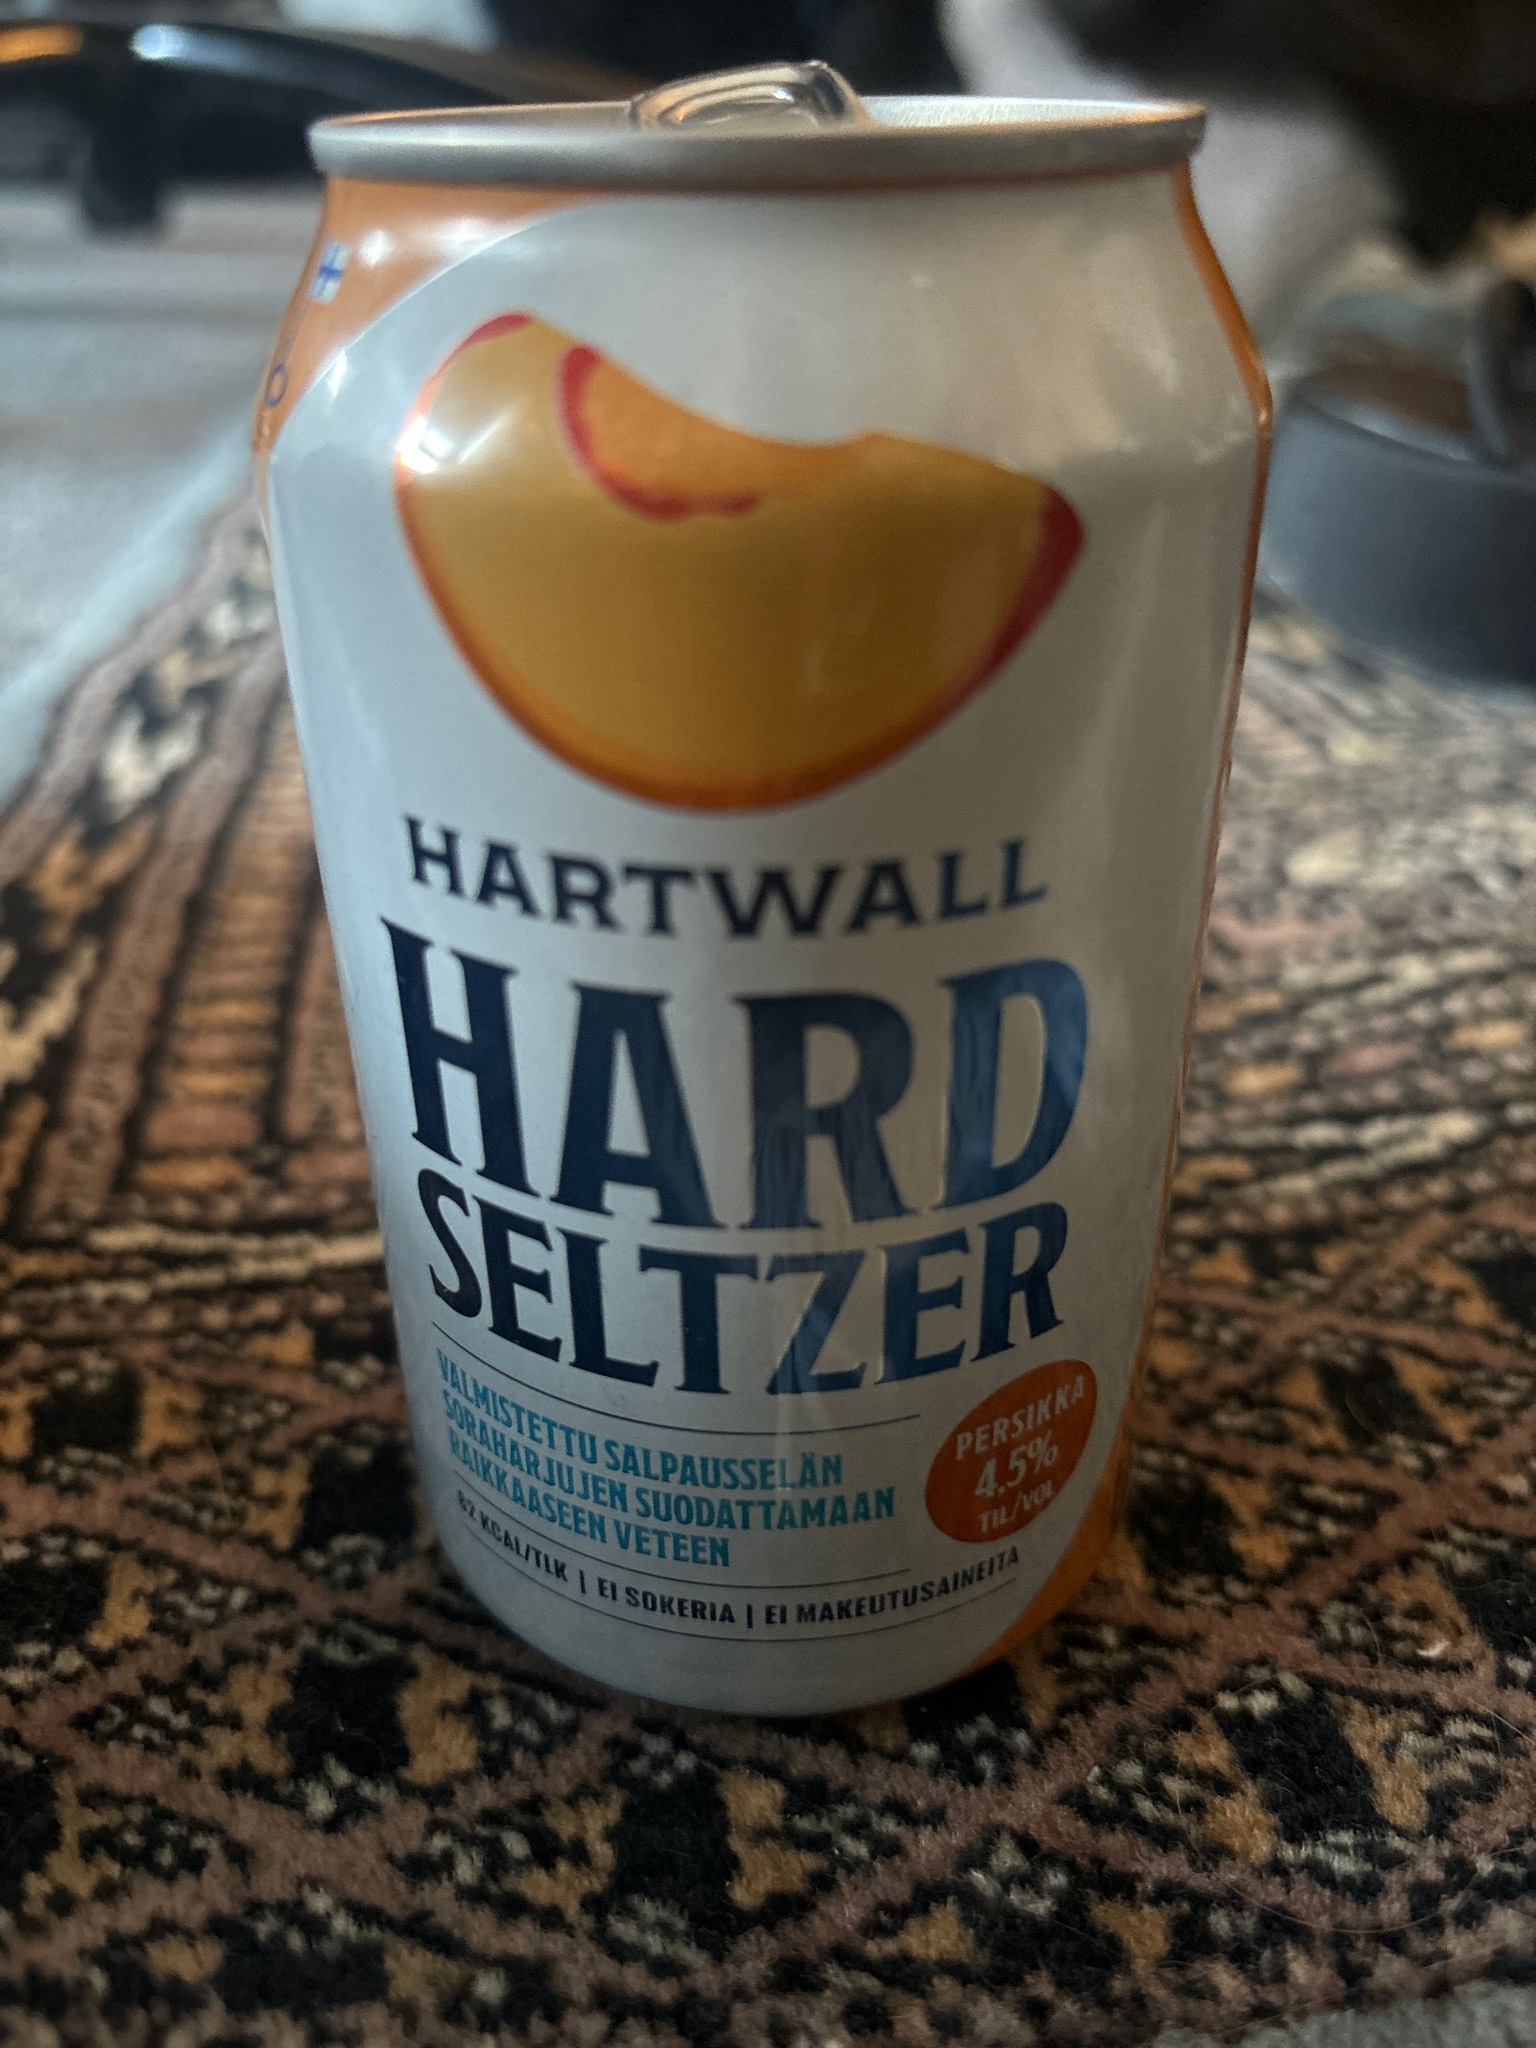 HARTWALL
HARD
SELTZER
VALMISTETTU SALPAUSSELÄN
SORAHARJUJEN SUODATTAMAAN
RAIKKAASEEN VETEEN
PERSIKKA
4.5%
TIL/VOL
62 KCAL/TLK | EI SOKERIA | EI MAKEUTUSAINEITA